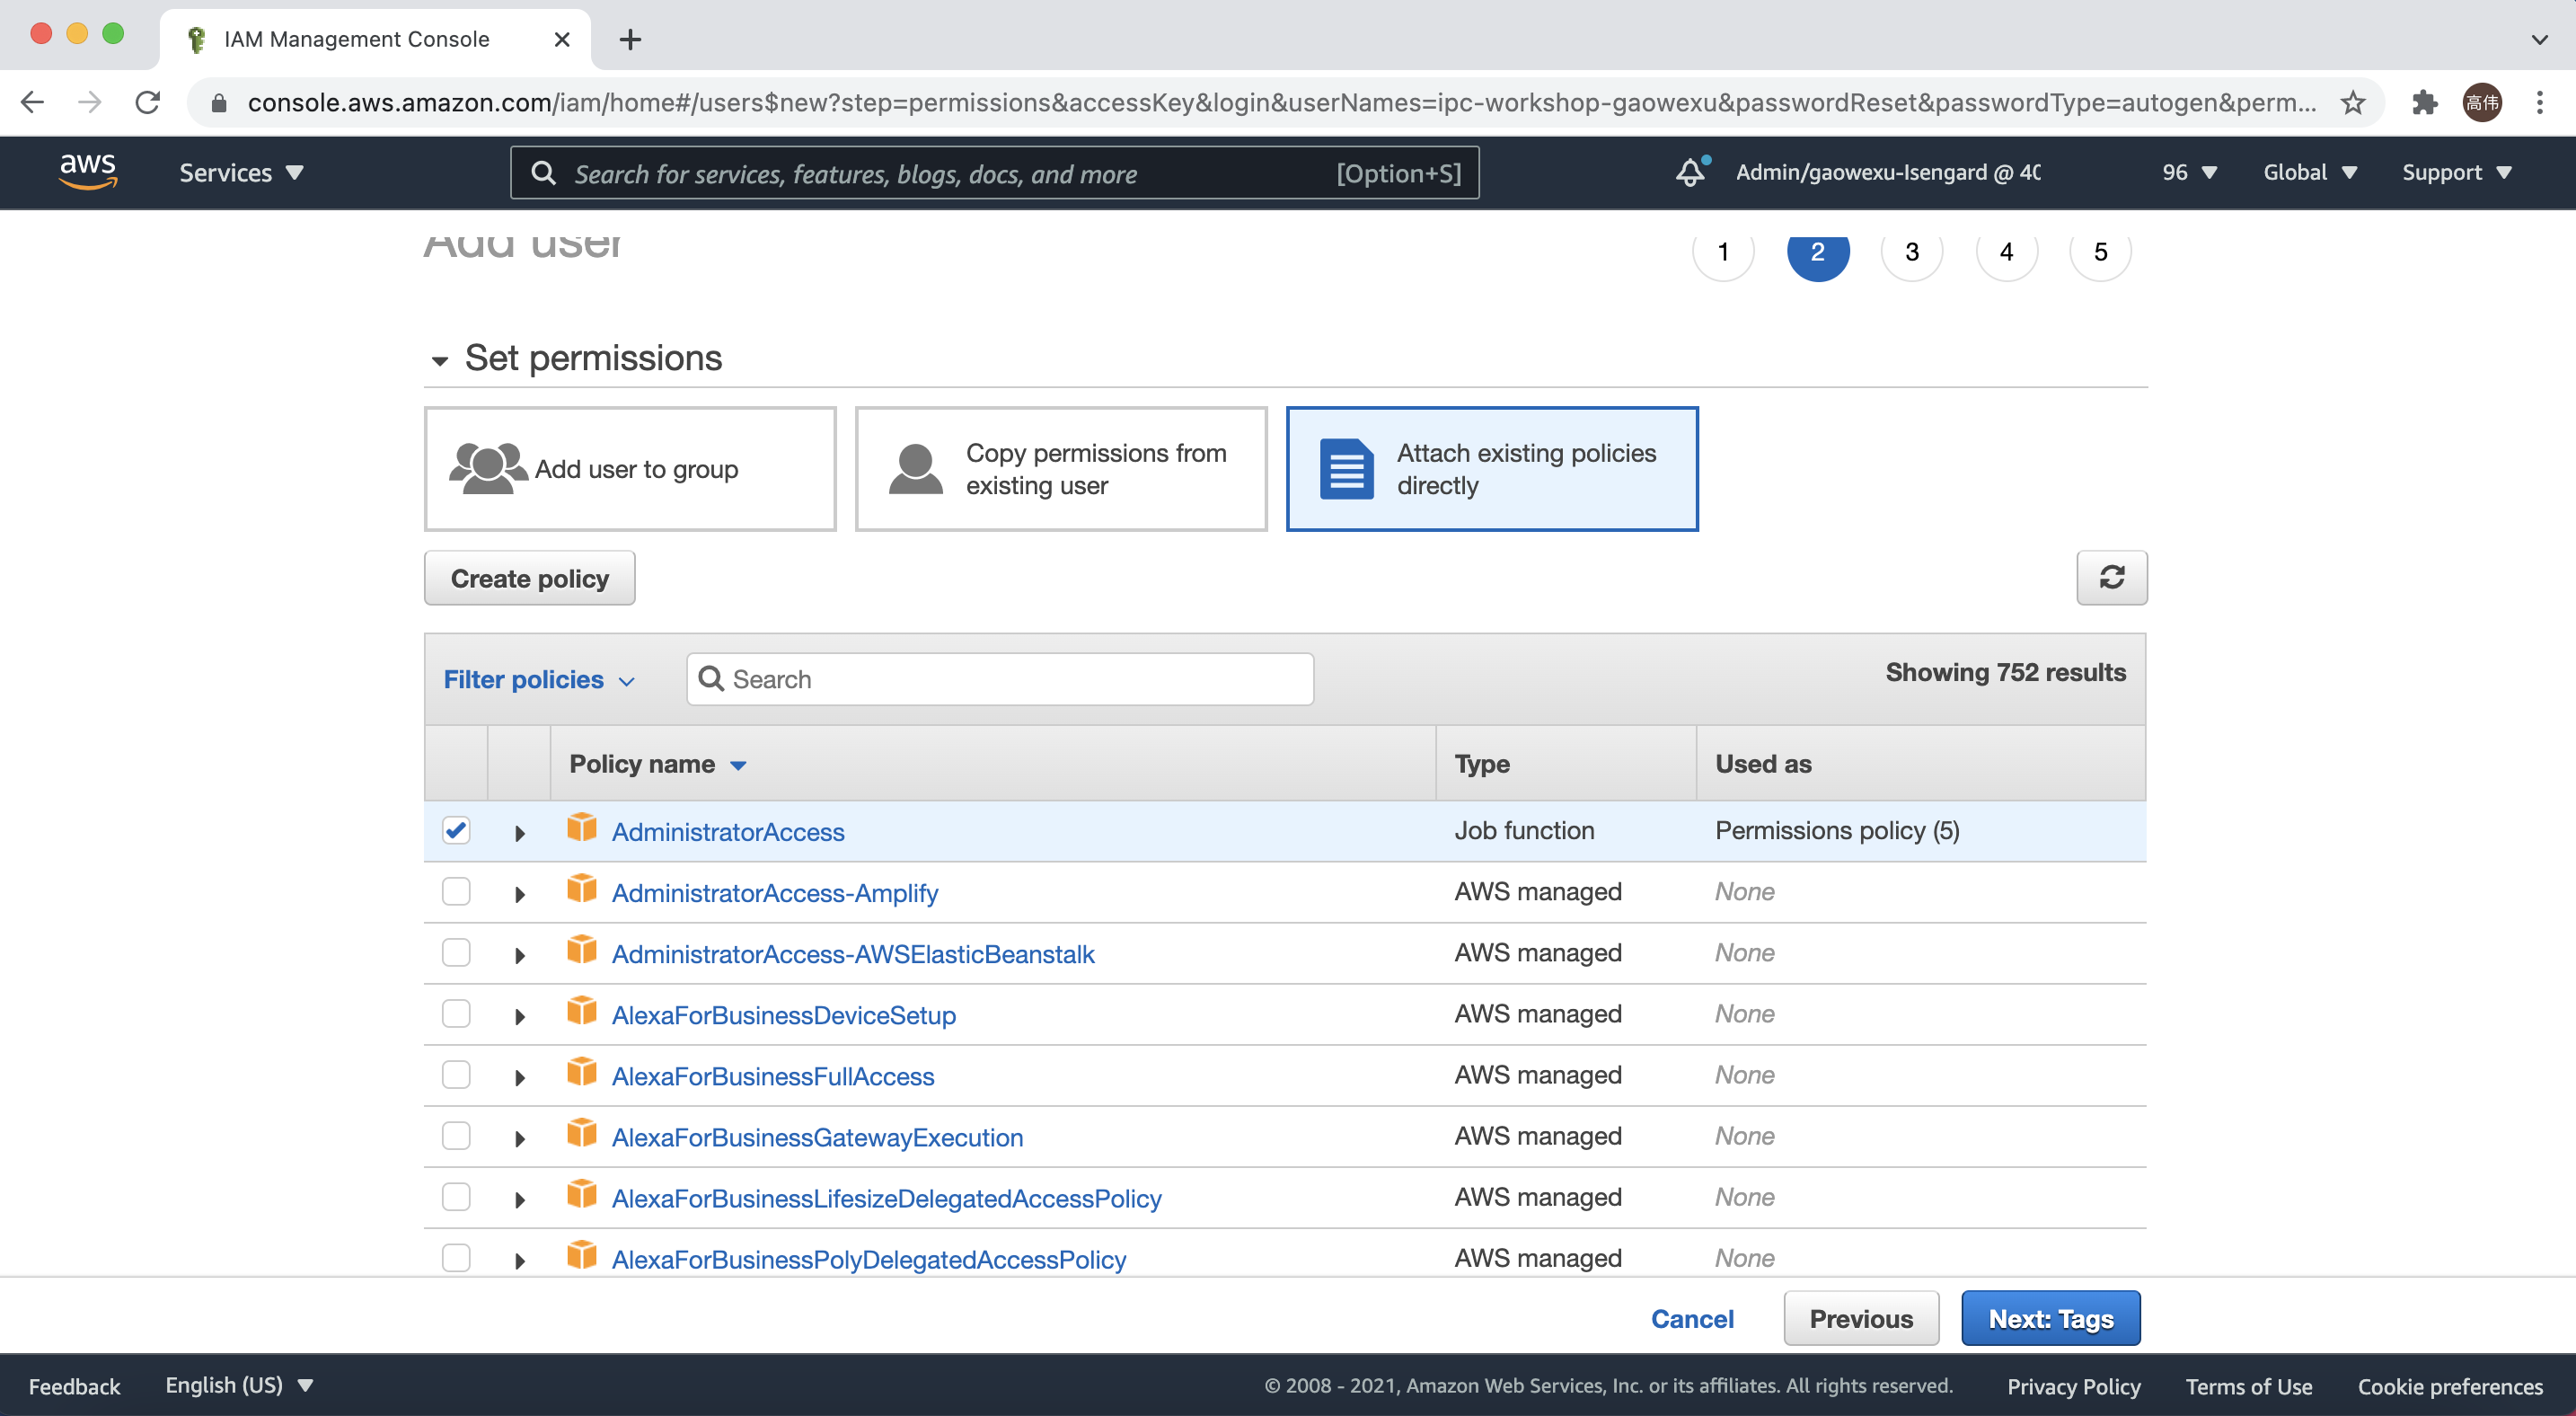 IAM Management Console
console.aws.amazon.com/iam/home#/users$new?step=permissions&accessKey&login&userNames=ipc-workshop-gaowexu&passwordReset&passwordType=autogen&perm...
高伟
aws Services Search for services, features, blogs, docs, and more [Option+S] Admin/gaowexu-Isengard @ 40 96 Global Support
Add user 1 2 3 4 5
Set permissions
Add user to group
Copy permissions from
existing user
Attach existing policies
directly
Create policy
Filter policies Search Showing 752 results
Policy name Type Used as
AdministratorAccess Job function Permissions policy (5)
AdministratorAccess-Amplify AWS managed None
AdministratorAccess-AWSElasticBeanstalk AWS managed None
AlexaForBusinessDeviceSetup AWS managed None
AlexaForBusinessFullAccess AWS managed None
AlexaForBusinessGatewayExecution AWS managed None
AlexaForBusinessLifesizeDelegatedAccessPolicy AWS managed None
AlexaForBusinessPolyDelegatedAccessPolicy AWS managed None
Cancel Previous Next: Tags
Feedback English (US) © 2008 - 2021, Amazon Web Services, Inc. or its affiliates. All rights reserved. Privacy Policy Terms of Use Cookie preferences